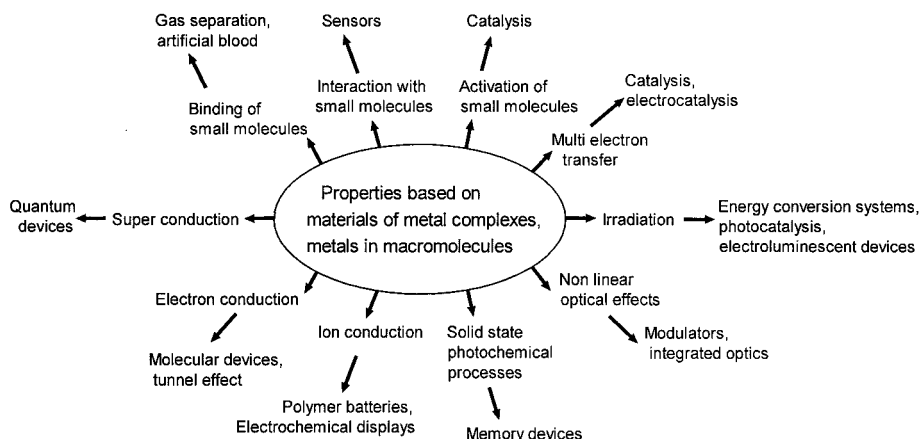 Gas separation,
artificial blood
Sensors
Catalysis
Binding of
small molecules
Interaction with
small molecules
Activation of
small molecules
Catalysis,
electrocatalysis
Multi electron
transfer
Quantum
devices
Super conduction
Properties based on
materials of metal complexes,
metals in macromolecules
Irradiation
Energy conversion systems,
photocatalysis,
electroluminescent devices
Electron conduction
Molecular devices,
tunnel effect
Ion conduction
Polymer batteries,
Electrochemical displays
Solid state
photochemical
processes
Memory devices
Non linear
optical effects
Modulators,
integrated optics